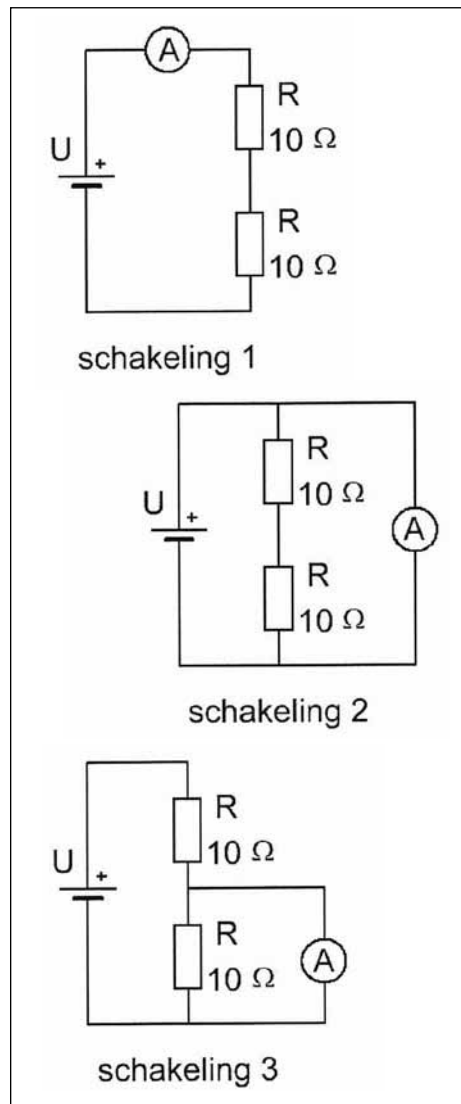 A
R
10 Ω
U
+
R
10 Ω
schakeling 1
R
10 Ω
U
+
A
R
10 Ω
schakeling 2
R
10 Ω
U
+
R
10 Ω
A
schakeling 3